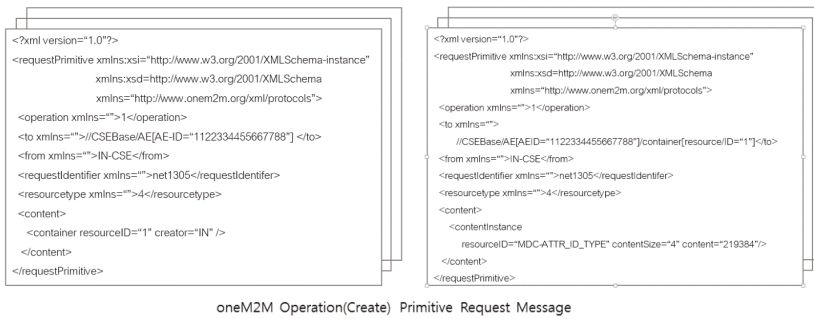 <?xml version="1.0"?>
<requestPrimitive xmlns:xsi="http://www.w3.org/2001/XMLSchema-instance"
xmlns:xsd=http://www.w3.org/2001/XMLSchema
xmlns="http://www.onem2m.org/xml/protocols">
<operation xmlns="">1</operation>
<to xmlns="">//CSEBase/AE[AE-ID="1122334455667788"] </to>
<from xmlns="">IN-CSE</from>
<requestIdentifier xmlns="">net1305</requestIdentifer>
<resourcetype xmlns="">4</resourcetype>
<content>
<container resourceID="1" creator="IN" />
</content>
</requestPrimitive>
<?xml version="1.0"?>
<requestPrimitive xmlns:xsi="http://www.w3.org/2001/XMLSchema-instance"
xmlns:xsd=http://www.w3.org/2001/XMLSchema
xmlns="http://www.onem2m.org/xml/protocols">
<operation xmlns="">1</operation>
<to xmlns="">
//CSEBase/AE[AEID="1122334455667788"]/container[resource/ID="1"]</to>
<from xmlns="">IN-CSE</from>
<requestIdentifier xmlns="">net1305</requestIdentifer>
<resourcetype xmlns="">4</resourcetype>
<content>
<contentInstance
resourceID="MDC-ATTR_ID_TYPE" contentSize="4" content="219384"/>
</content>
</requestPrimitive>
oneM2M Operation(Create) Primitive Request Message